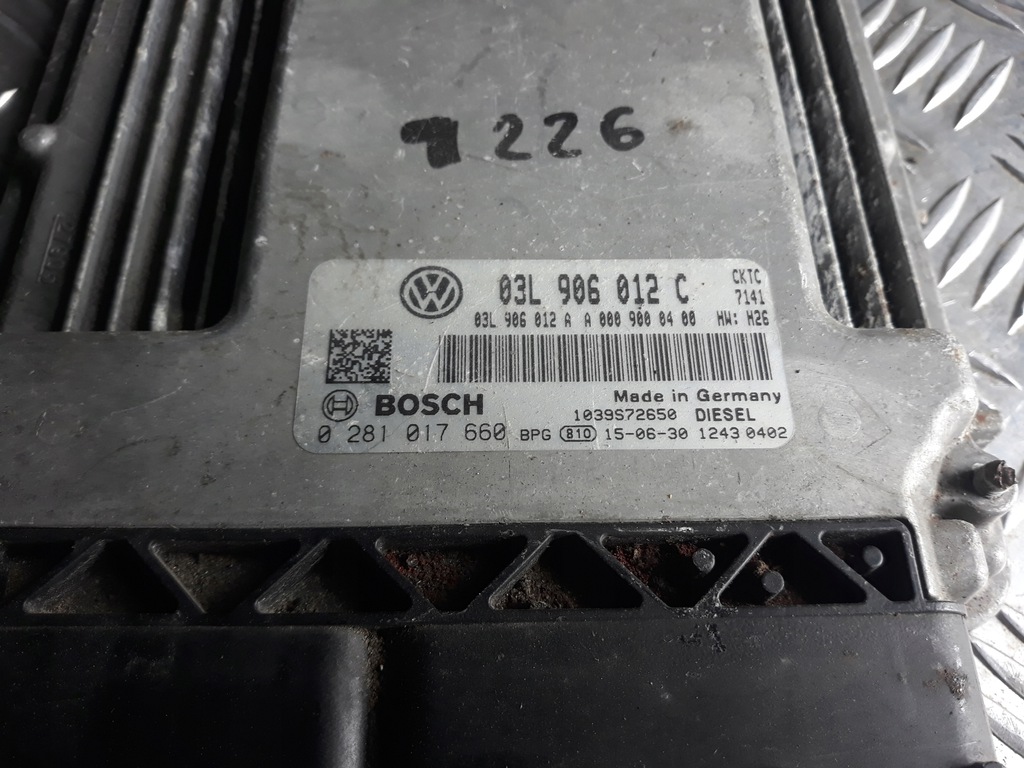 9226
03L 906 012 C
CKTC
7141
03L 906 012 A A 000 900 04 00 HW: H26
Made in Germany
BOSCH
1039S72650 DIESEL
0 281 017 660 BPG 810 15-06-30 1243 0402